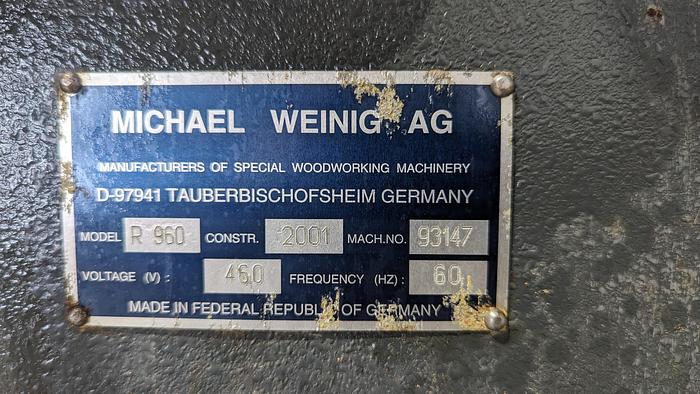 MICHAEL WEINIG AG
MANUFACTURERS OF SPECIAL WOODWORKING MACHINERY
D-97941 TAUBERBISCHOFSHEIM GERMANY
MODEL R 960 CONSTR. 2001 MACH.NO. 93147
VOLTAGE (V) : 460 FREQUENCY (HZ) : 60
MADE IN FEDERAL REPUBLIC OF GERMANY